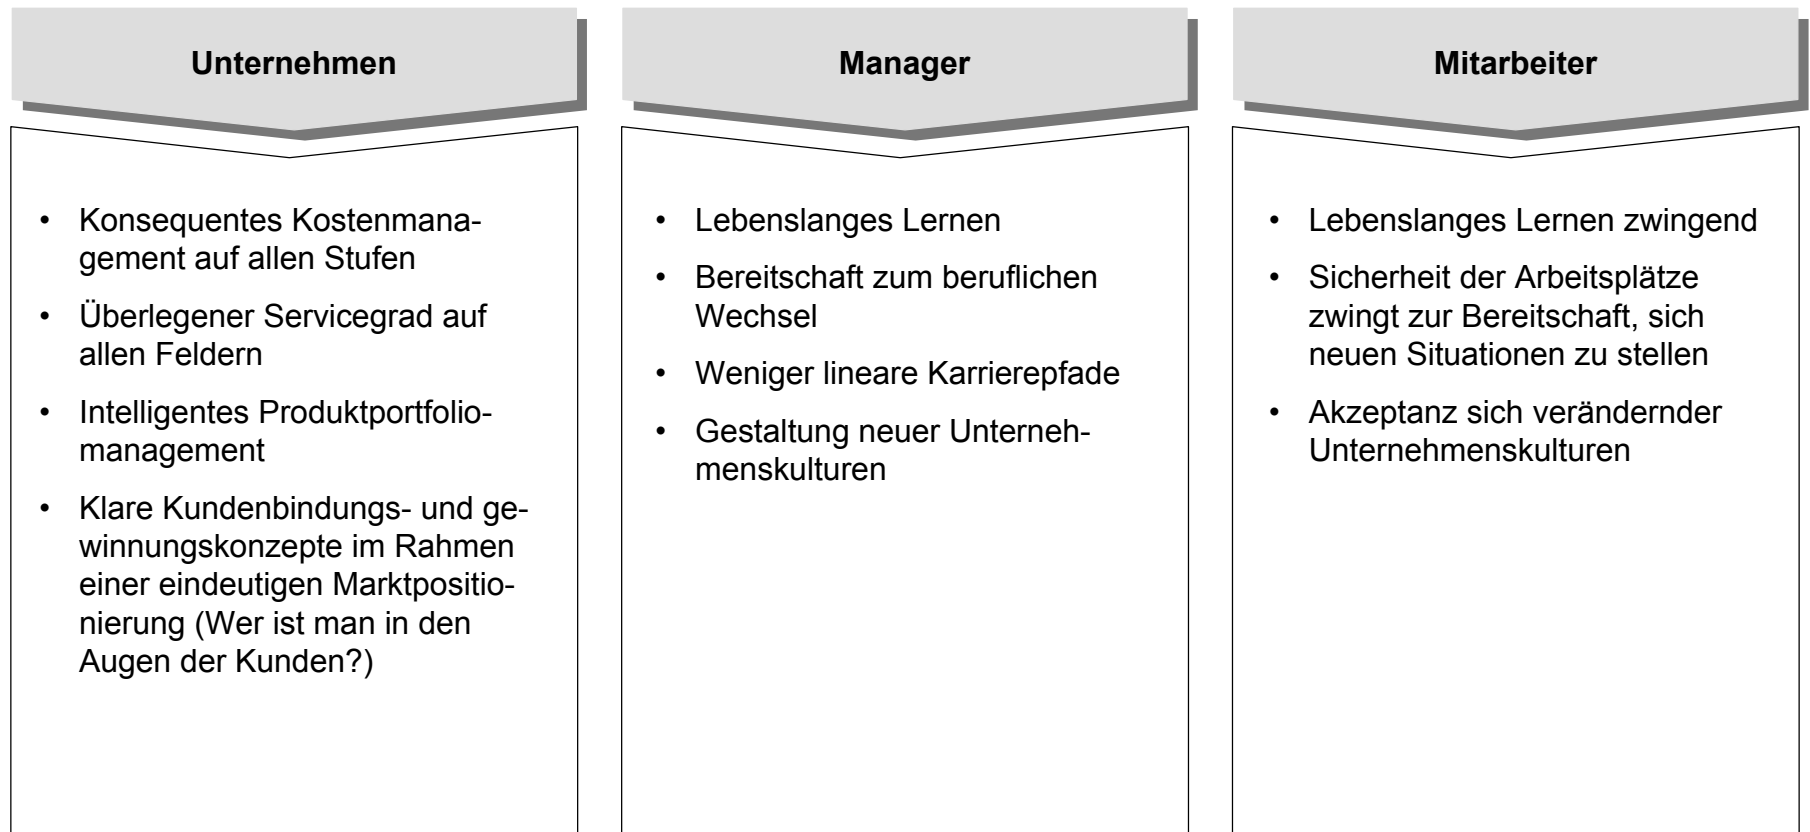 Unternehmen
• Konsequentes Kostenmana-
gement auf allen Stufen
• Überlegener Servicegrad auf
allen Feldern
• Intelligentes Produktportfolio-
management
• Klare Kundenbindungs- und ge-
winnungskonzepte im Rahmen
einer eindeutigen Marktpositio-
nierung (Wer ist man in den
Augen der Kunden?)
Manager
• Lebenslanges Lernen
• Bereitschaft zum beruflichen
Wechsel
• Weniger lineare Karrierepfade
• Gestaltung neuer Unterneh-
menskulturen
Mitarbeiter
• Lebenslanges Lernen zwingend
• Sicherheit der Arbeitsplätze
zwingt zur Bereitschaft, sich
neuen Situationen zu stellen
• Akzeptanz sich verändernder
Unternehmenskulturen